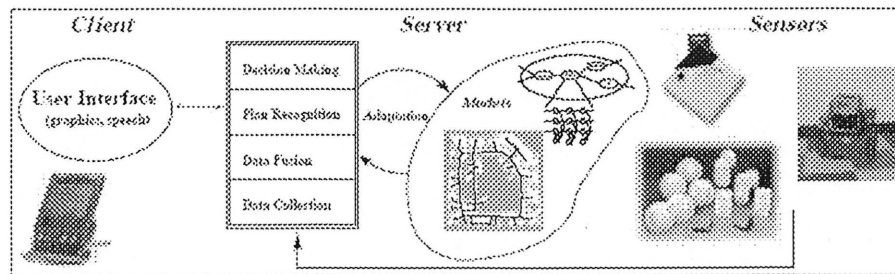 Client
Server
Sensors
User Interface
(graphics, speech)
Decision Making
Plan Recognition
Data Fusion
Data Collection
Adaptation
Models